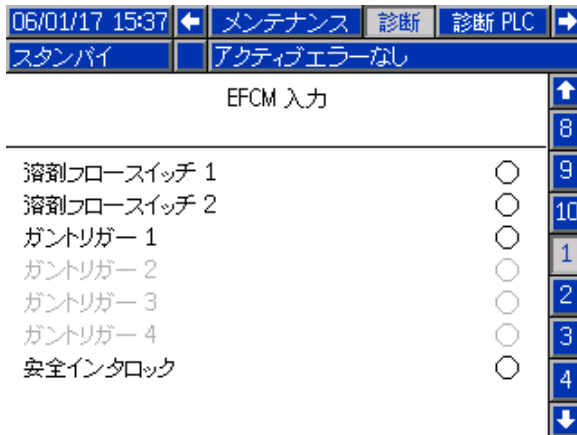 06/01/17 15:37 メンテナンス 診断 診断 PLC
スタンバイ アクティブエラーなし
EFCM 入力
8
溶剤フロースイッチ 1 9
溶剤フロースイッチ 2 10
ガントリガー 1
1
ガントリガー 2
ガントリガー 3 2
ガントリガー 4 3
安全インタロック 4